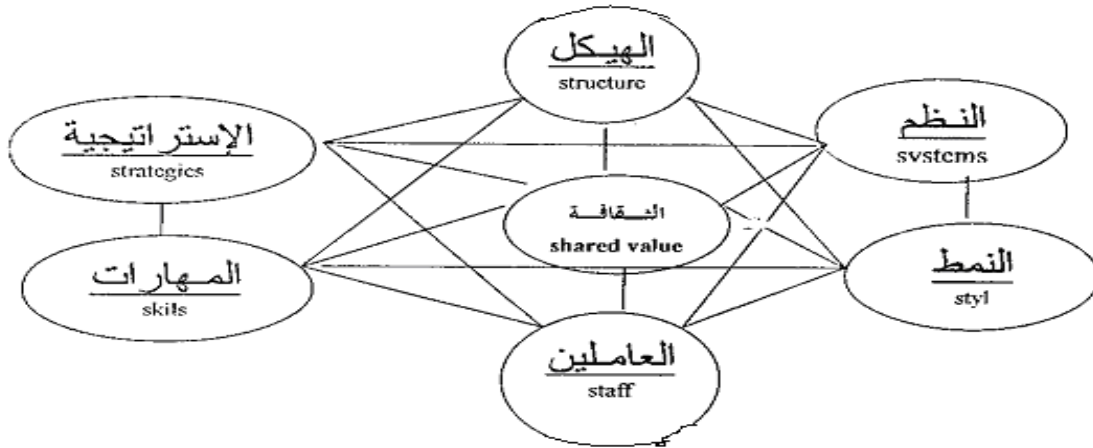 الهيكل
structure
الإستراتيجية
strategies
النظم
systems
الثقافة
shared value
المهارات
skils
النمط
styl
العاملين
staff